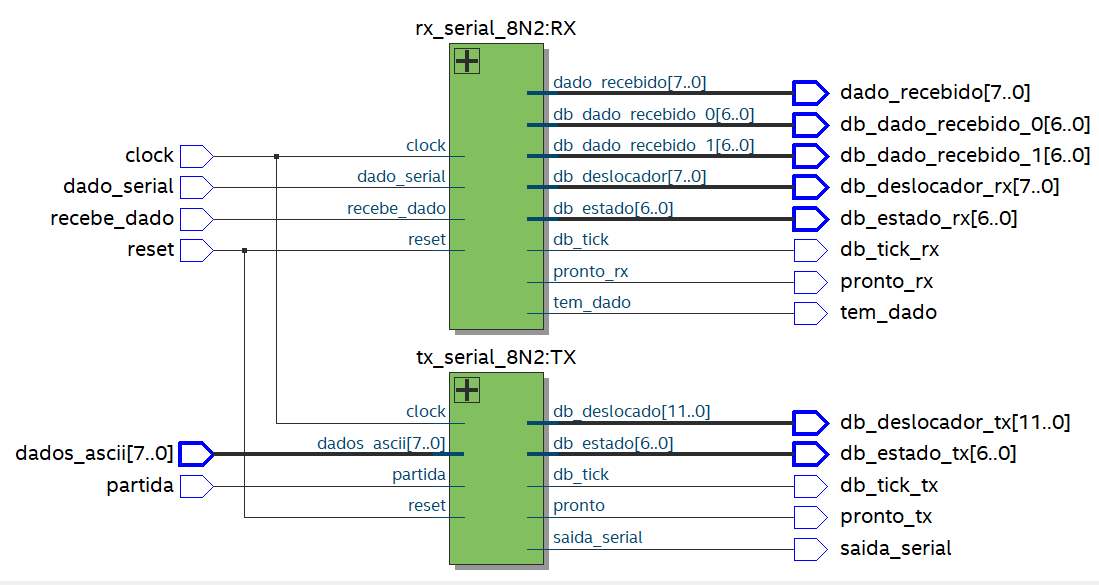 rx_serial_8N2:RX
dado_recebido[7..0]
dado_recebido[7..0]
db_dado_recebido_0[6..0]
db_dado_recebido_0[6..0]
clock
clock
db_dado_recebido_1[6..0]
db_dado_recebido_1[6..0]
dado_serial
dado_serial
db_deslocador[7..0]
db_deslocador_rx[7..0]
recebe_dado
recebe_dado
db_estado[6..0]
db_estado_rx[6..0]
reset
reset
db_tick
db_tick_rx
pronto_rx
pronto_rx
tem_dado
tem_dado
tx_serial_8N2:TX
clock
db_deslocado[11..0]
db_deslocador_tx[11..0]
dados_ascii[7..0]
dados_ascii[7..0]
db_estado[6..0]
db_estado_tx[6..0]
partida
partida
db_tick
db_tick_tx
reset
pronto
pronto_tx
saida_serial
saida_serial